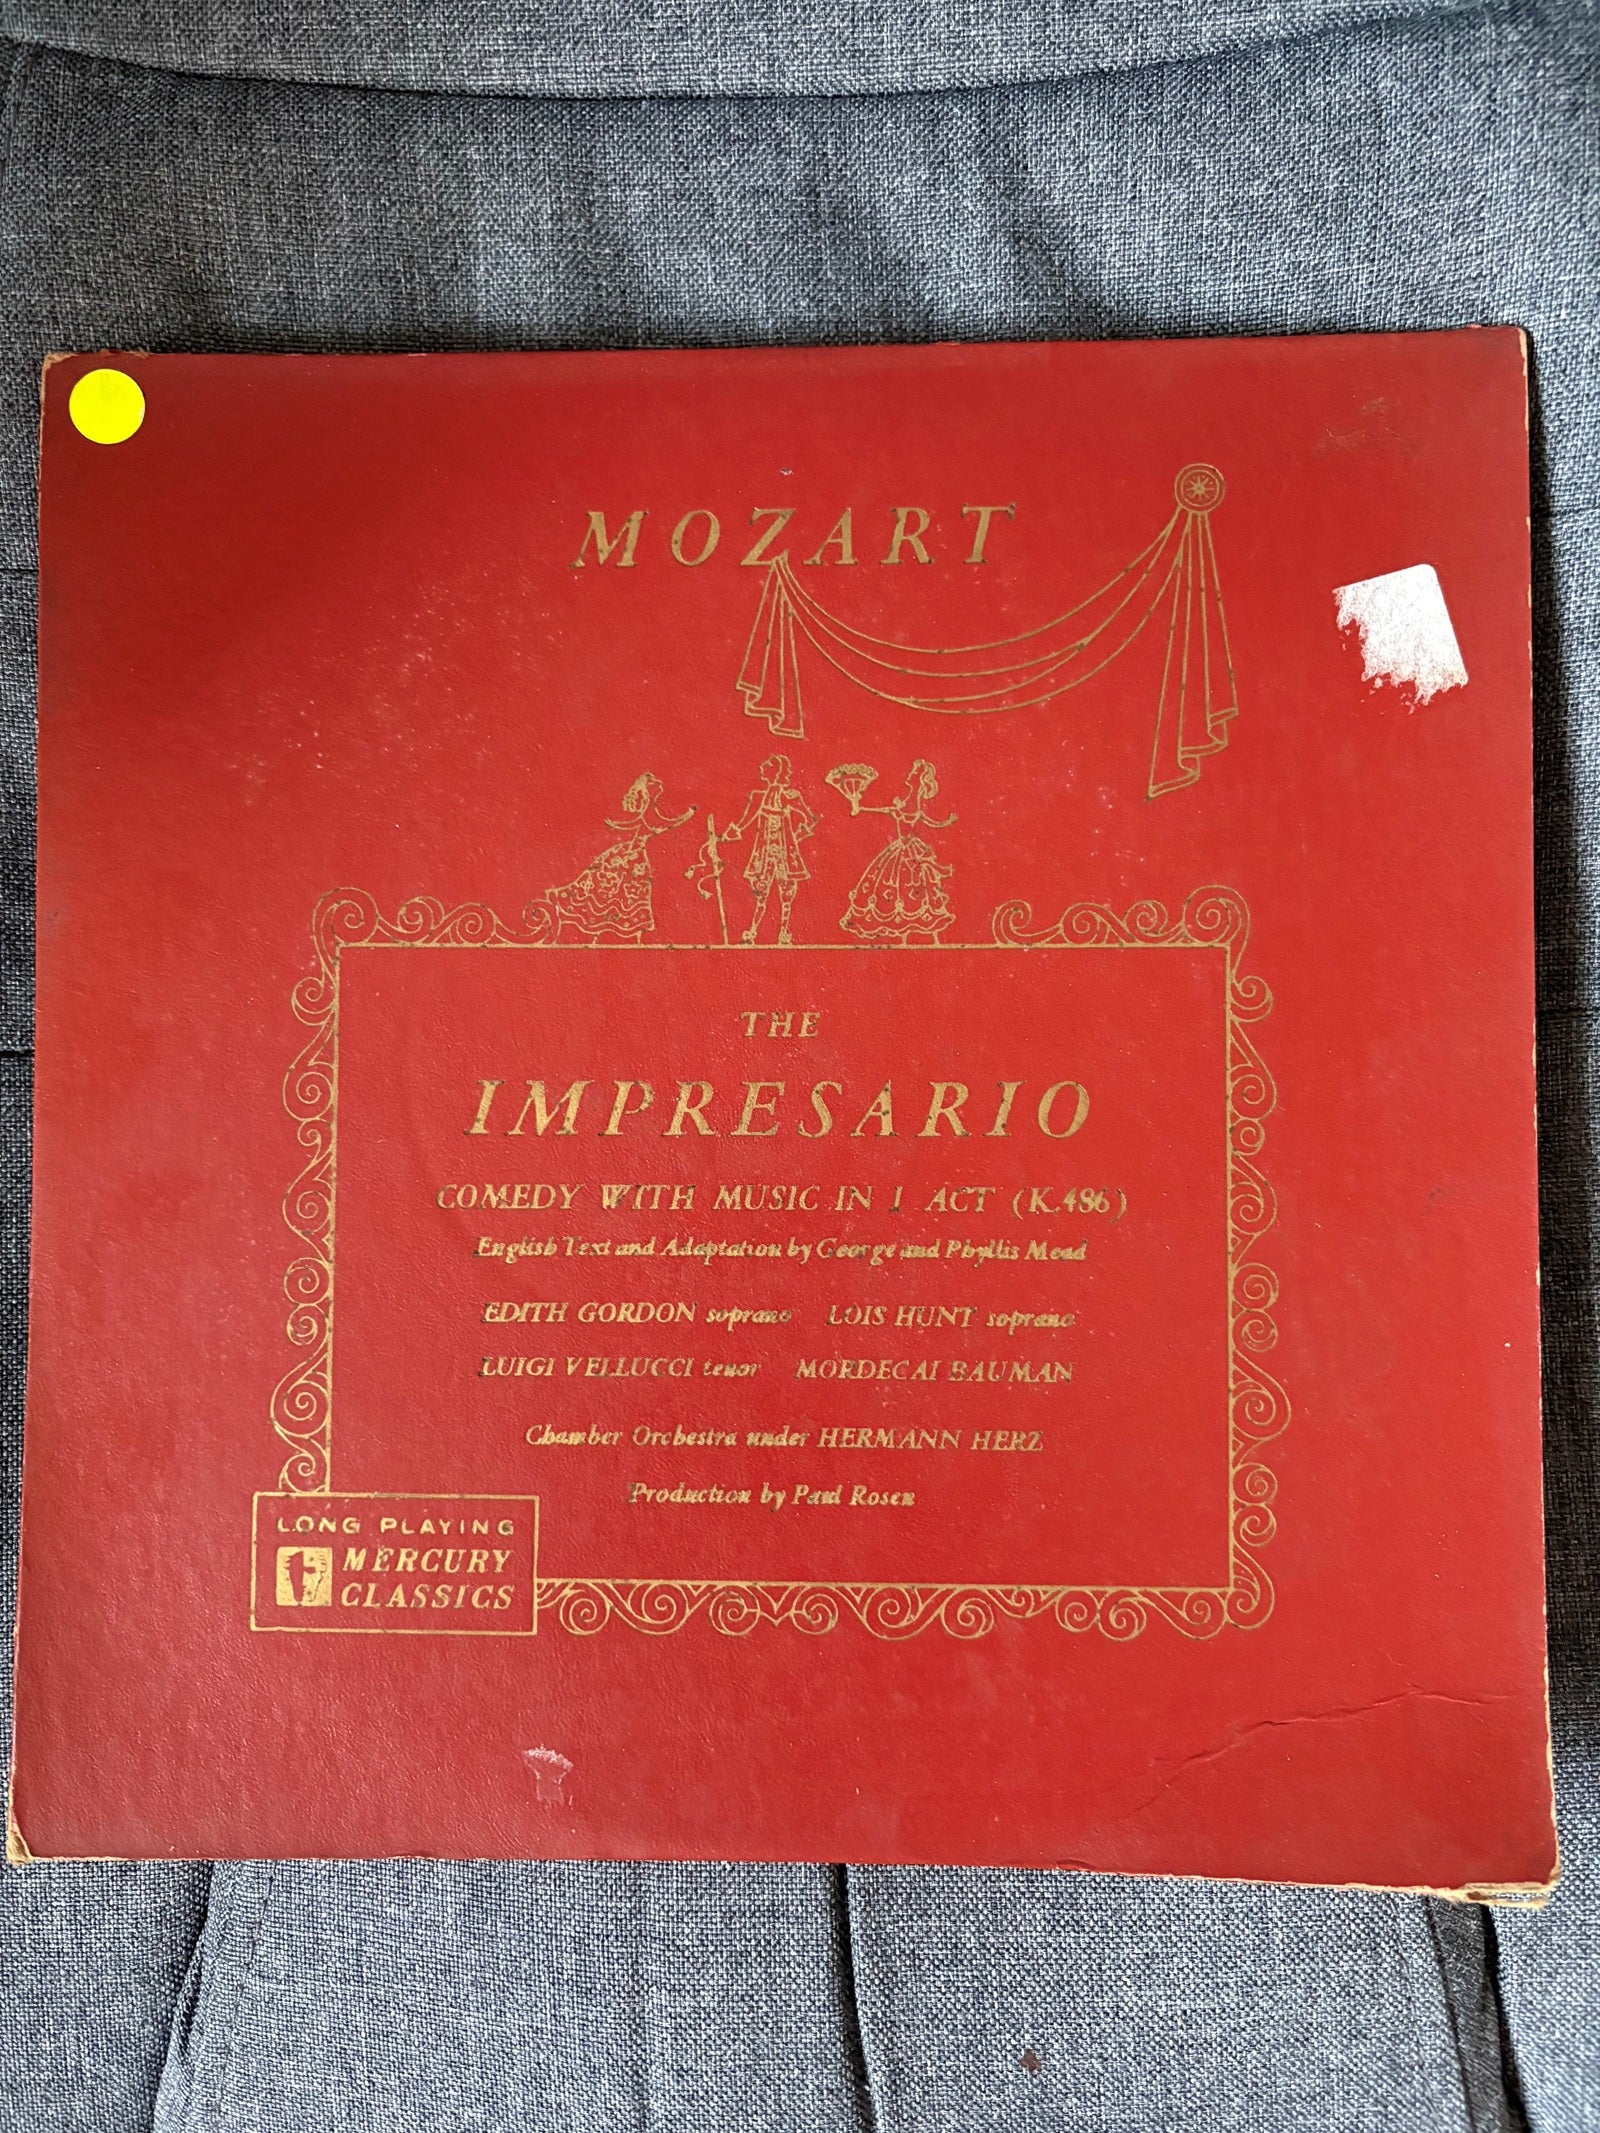 MOZART
THE
IMPRESARIO
COMEDY WITH MUSIC IN 1 ACT (K.486)
English Text and Adaptation by George and Phyllis Mead
EDITH GORDON soprano LOIS HUNT soprano
LUIGI VELLUCCI tenor MORDECAI BAUMAN
Chamber Orchestra under HERMANN HERZ
Production by Paul Rosen
LONG PLAYING
MERCURY
CLASSICS